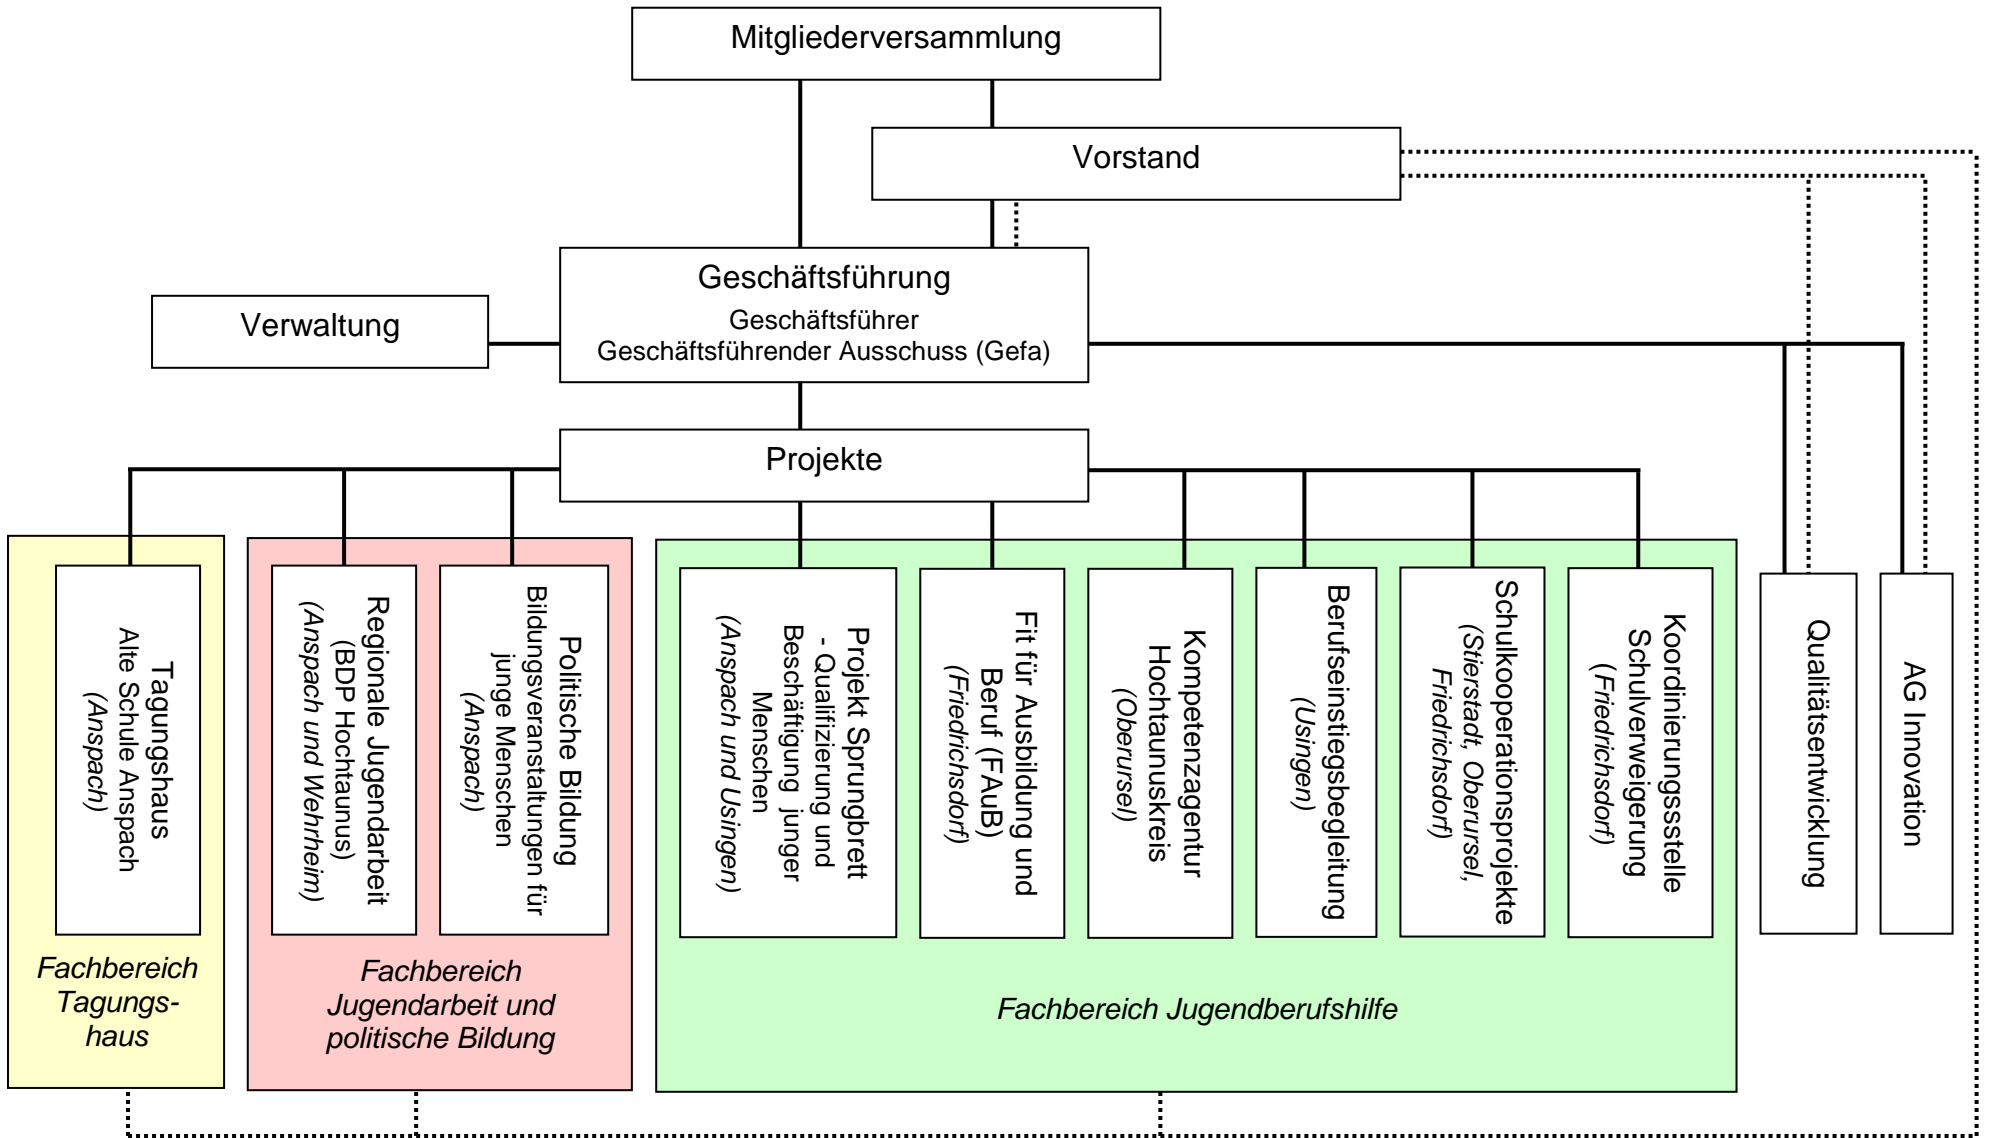 Mitgliederversammlung
Vorstand
Geschäftsführung
Geschäftsführer
Geschäftsführender Ausschuss (Gefa)
Verwaltung
Projekte
Tagungshaus
Alte Schule Anspach
(Anspach)
Fachbereich
Tagungs-
haus
Regionale Jugendarbeit
(BDP Hochtaunus)
(Anspach und Wehrheim)
Politische Bildung
Bildungsveranstaltungen für
junge Menschen
(Anspach)
Fachbereich
Jugendarbeit und
politische Bildung
Projekt Sprungbrett
- Qualifizierung und
Beschäftigung junger
Menschen
(Anspach und Usingen)
Fit für Ausbildung und
Beruf (FAuB)
(Friedrichsdorf)
Kompetenzagentur
Hochtaunuskreis
(Oberursel)
Berufseinstiegsbegleitung
(Usingen)
Schulkooperationsprojekte
(Stierstadt, Oberursel,
Friedrichsdorf)
Koordinierungssstelle
Schulverweigerung
(Friedrichsdorf)
Fachbereich Jugendberufshilfe
Qualitätsentwicklung
AG Innovation